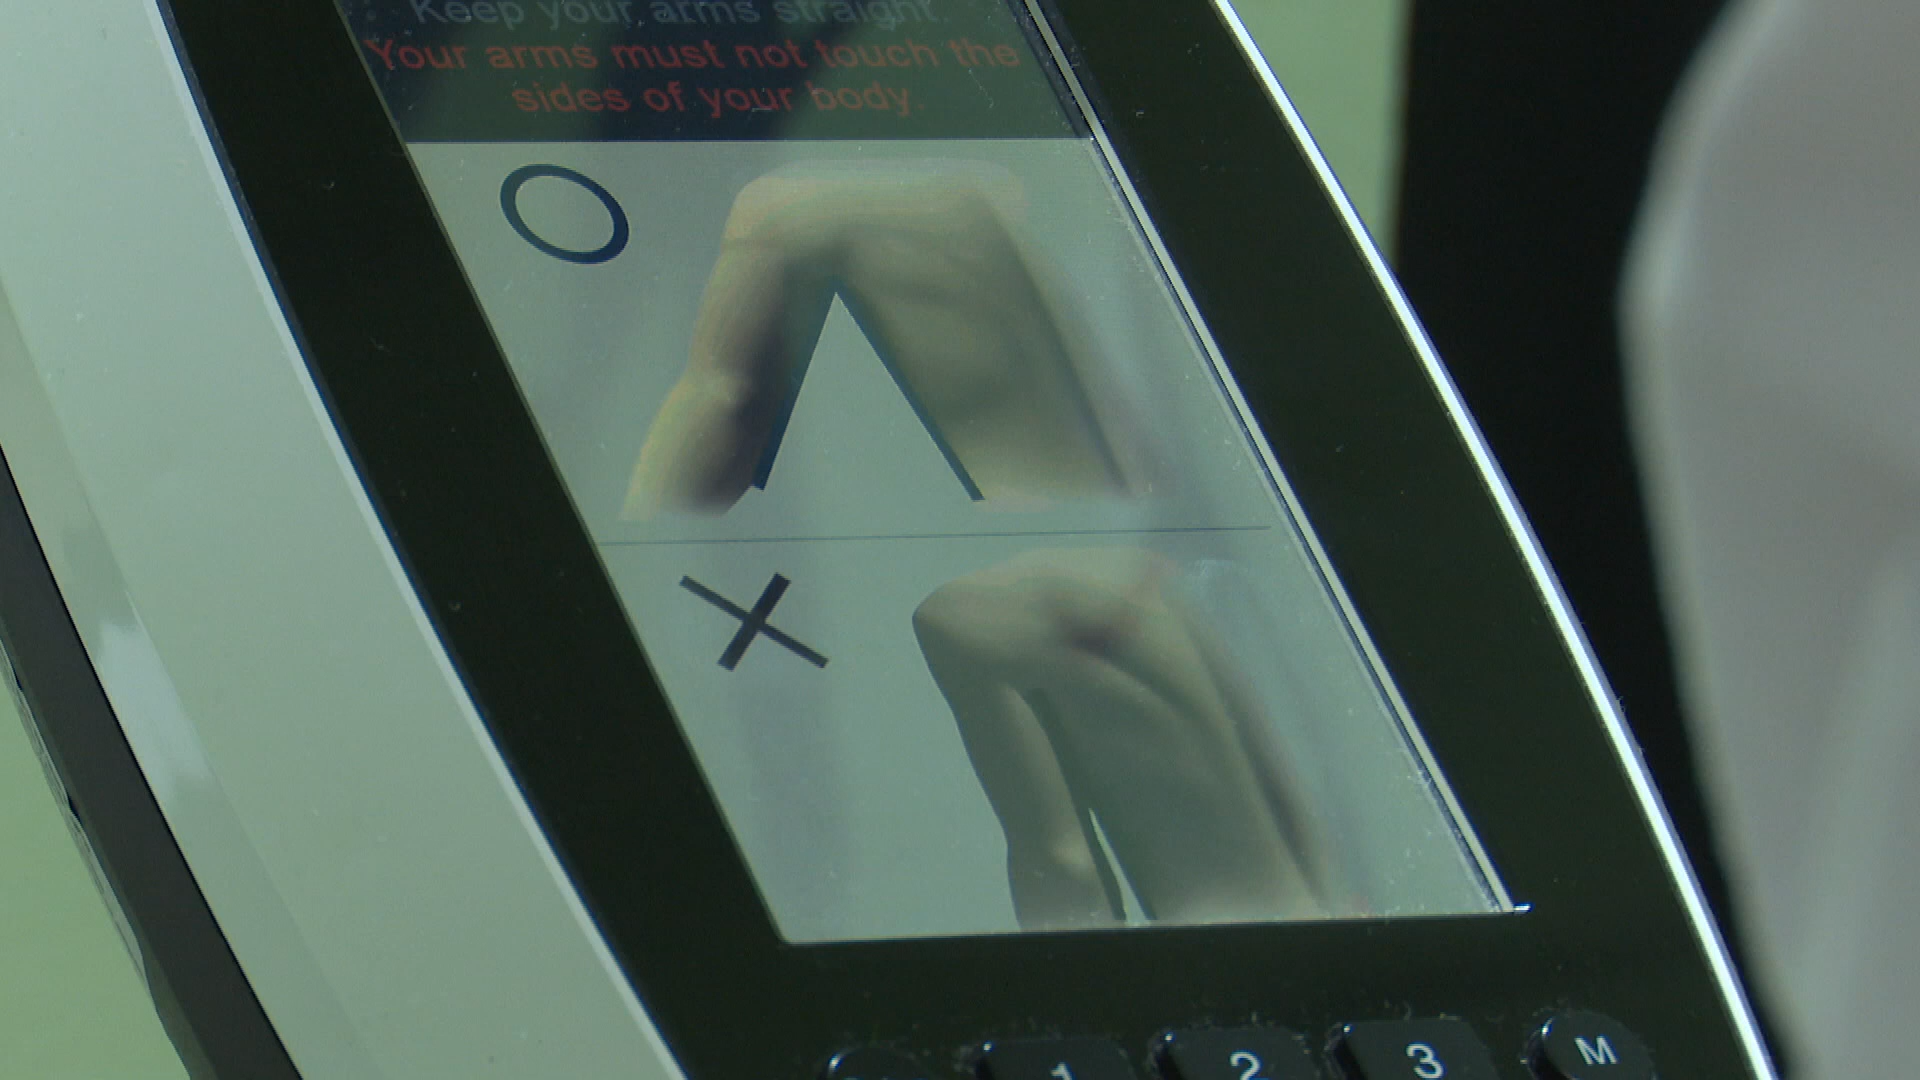 Keep your arms straight.
Your arms must not touch the
sides of your body.
1 2 3 M